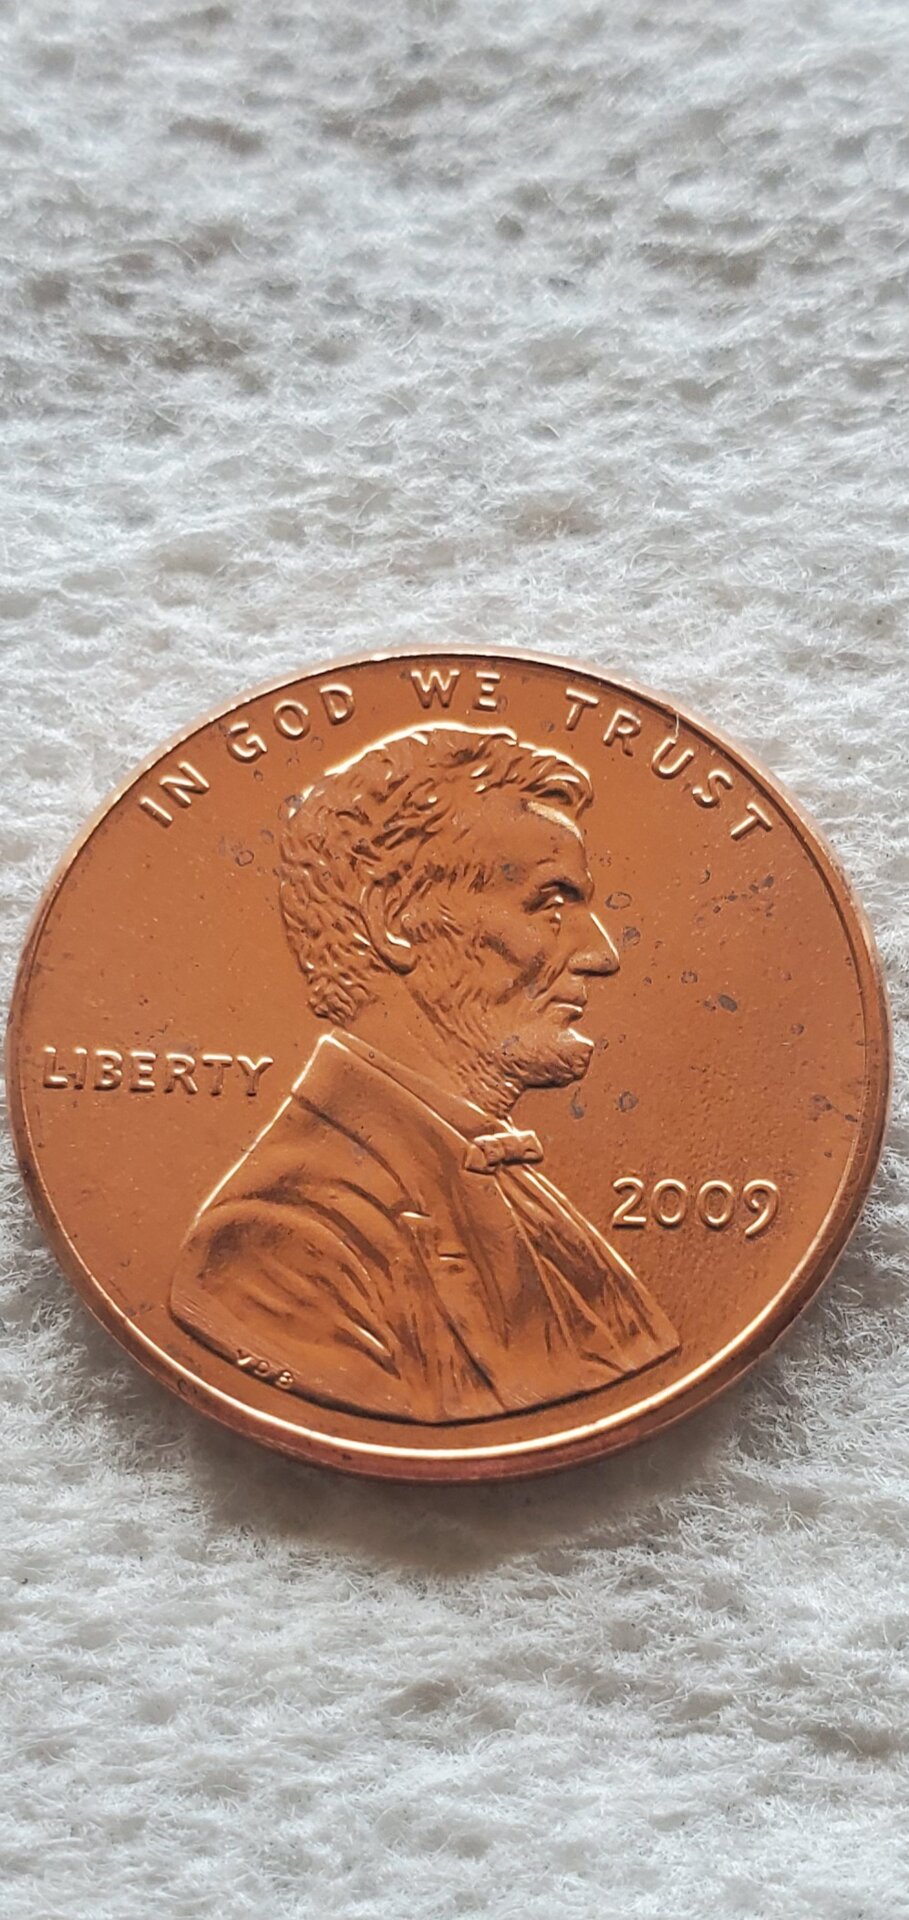 IN GOD WE TRUST
LIBERTY
2009
VDB